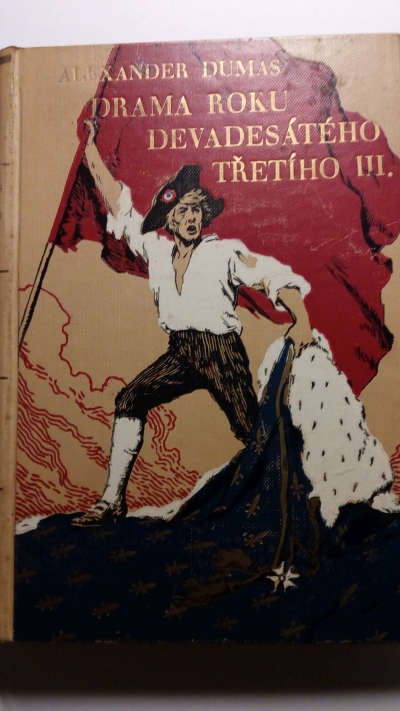 ALEXANDER DUMAS
DRAMA ROKU
DEVADESÁTÉHO
TŘETÍHO III.